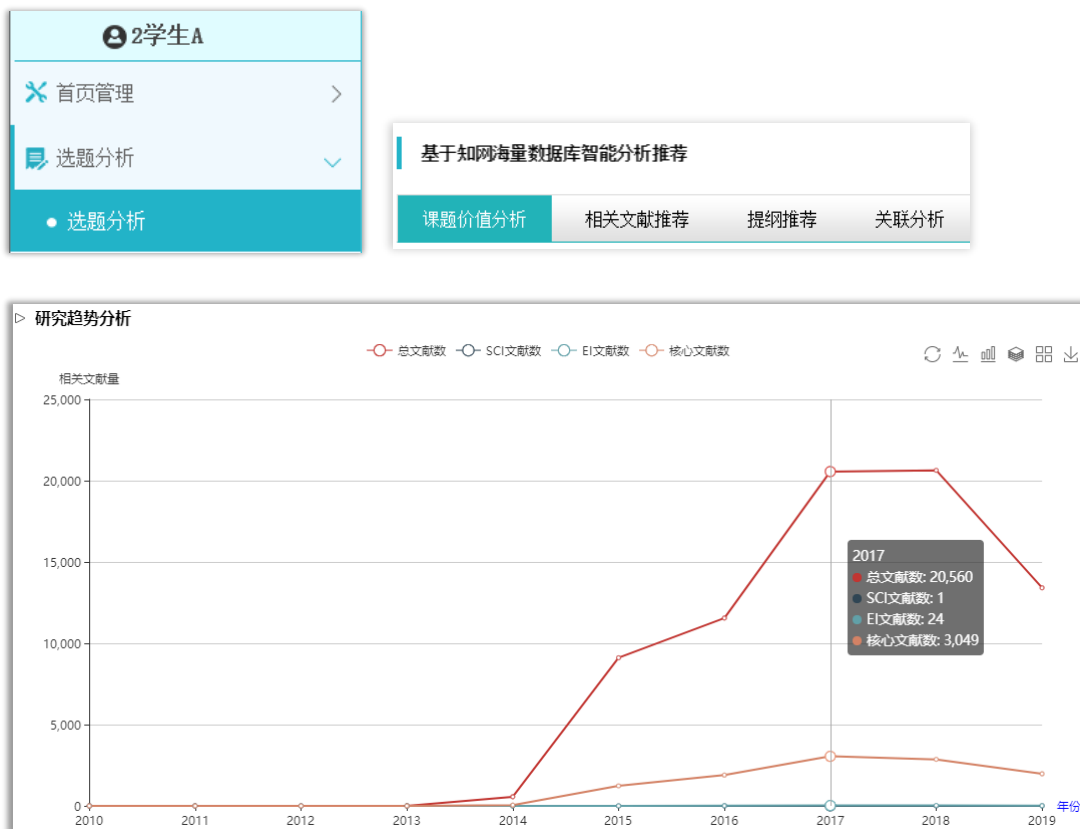 2学生A
首页管理
选题分析
选题分析
基于知网海量数据库智能分析推荐
课题价值分析 相关文献推荐 提纲推荐 关联分析
研究趋势分析
总文献数 SCI文献数 EI文献数 核心文献数
相关文献量
25,000
20,000
15,000
10,000
5,000
0
2017
总文献数: 20,560
SCI文献数: 1
EI文献数: 24
核心文献数: 3,049
年份
2010 2011 2012 2013 2014 2015 2016 2017 2018 2019